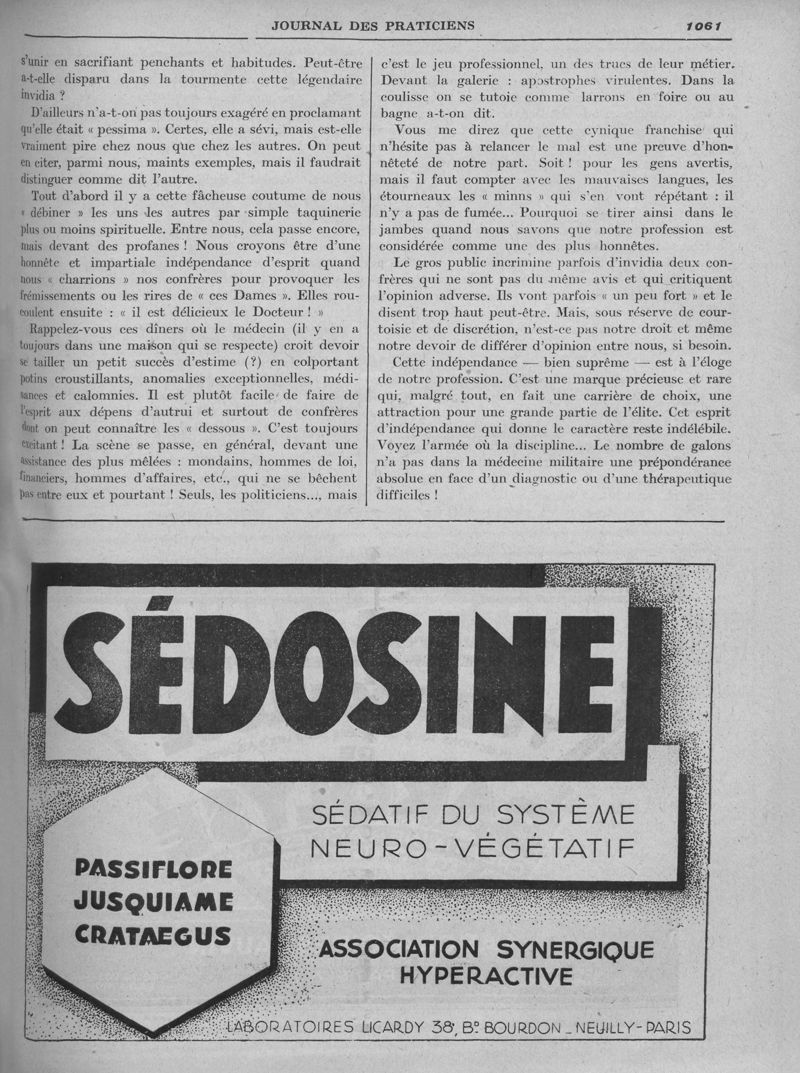 JOURNAL DES PRATICIENS
1061
s'unir en sacrifiant penchants et habitudes. Peut-être
a-t-elle disparu dans la tourmente cette légendaire
invidia ?
D'ailleurs n'a-t-on pas toujours exagéré en proclamant
qu'elle était « pessima ». Certes, elle a sévi, mais est-elle
vraiment pire chez nous que chez les autres. On peut
en citer, parmi nous, maints exemples, mais il faudrait
distinguer comme dit l'autre.
Tout d'abord il y a cette fâcheuse coutume de nous
« débiner » les uns les autres par simple taquinerie
plus ou moins spirituelle. Entre nous, cela passe encore,
mais devant des profanes ! Nous croyons être d'une
honnête et impartiale indépendance d'esprit quand
nous « charrions » nos confrères pour provoquer les
frémissements ou les rires de « ces Dames ». Elles rou-
coulent ensuite : « il est délicieux le Docteur ! »
Rappelez-vous ces dîners où le médecin (il y en a
toujours dans une maison qui se respecte) croit devoir
se tailler un petit succès d'estime (?) en colportant
potins croustillants, anomalies exceptionnelles, médi-
sances et calomnies. Il est plutôt facile de faire de
l'esprit aux dépens d'autrui et surtout de confrères
dont on peut connaître les « dessous ». C'est toujours
excitant ! La scène se passe, en général, devant une
assistance des plus mêlées : mondains, hommes de loi,
financiers, hommes d'affaires, etc., qui ne se bêchent
pas entre eux et pourtant ! Seuls, les politiciens..., mais
c'est le jeu professionnel, un des trucs de leur métier.
Devant la galerie : apostrophes virulentes. Dans la
coulisse on se tutoie comme larrons en foire ou au
bagne a-t-on dit.
Vous me direz que cette cynique franchise qui
n'hésite pas à relancer le mal est une preuve d'hon-
nêteté de notre part. Soit ! pour les gens avertis,
mais il faut compter avec les mauvaises langues, les
étourneaux les « minns » qui s'en vont répétant : il
n'y a pas de fumée... Pourquoi se tirer ainsi dans le
jambes quand nous savons que notre profession est
considérée comme une des plus honnêtes.
Le gros public incrimine parfois d'invidia deux con-
frères qui ne sont pas du même avis et qui critiquent
l'opinion adverse. Ils vont parfois « un peu fort » et le
disent trop haut peut-être. Mais, sous réserve de cour-
toisie et de discrétion, n'est-ce pas notre droit et même
notre devoir de différer d'opinion entre nous, si besoin.
Cette indépendance — bien suprême — est à l'éloge
de notre profession. C'est une marque précieuse et rare
qui, malgré tout, en fait une carrière de choix, une
attraction pour une grande partie de l'élite. Cet esprit
d'indépendance qui donne le caractère reste indélébile.
Voyez l'armée où la discipline... Le nombre de galons
n'a pas dans la médecine militaire une prépondérance
absolue en face d'un diagnostic ou d'une thérapeutique
difficiles !
SÉDOSINE
SÉDATIF DU SYSTÈME
NEURO-VÉGÉTATIF
PASSIFLORE
JUSQUIAME
CRATAEGUS
ASSOCIATION SYNERGIQUE
HYPERACTIVE
LABORATOIRES LICARDY 38, Bᴰ BOURDON _ NEUILLY-PARIS